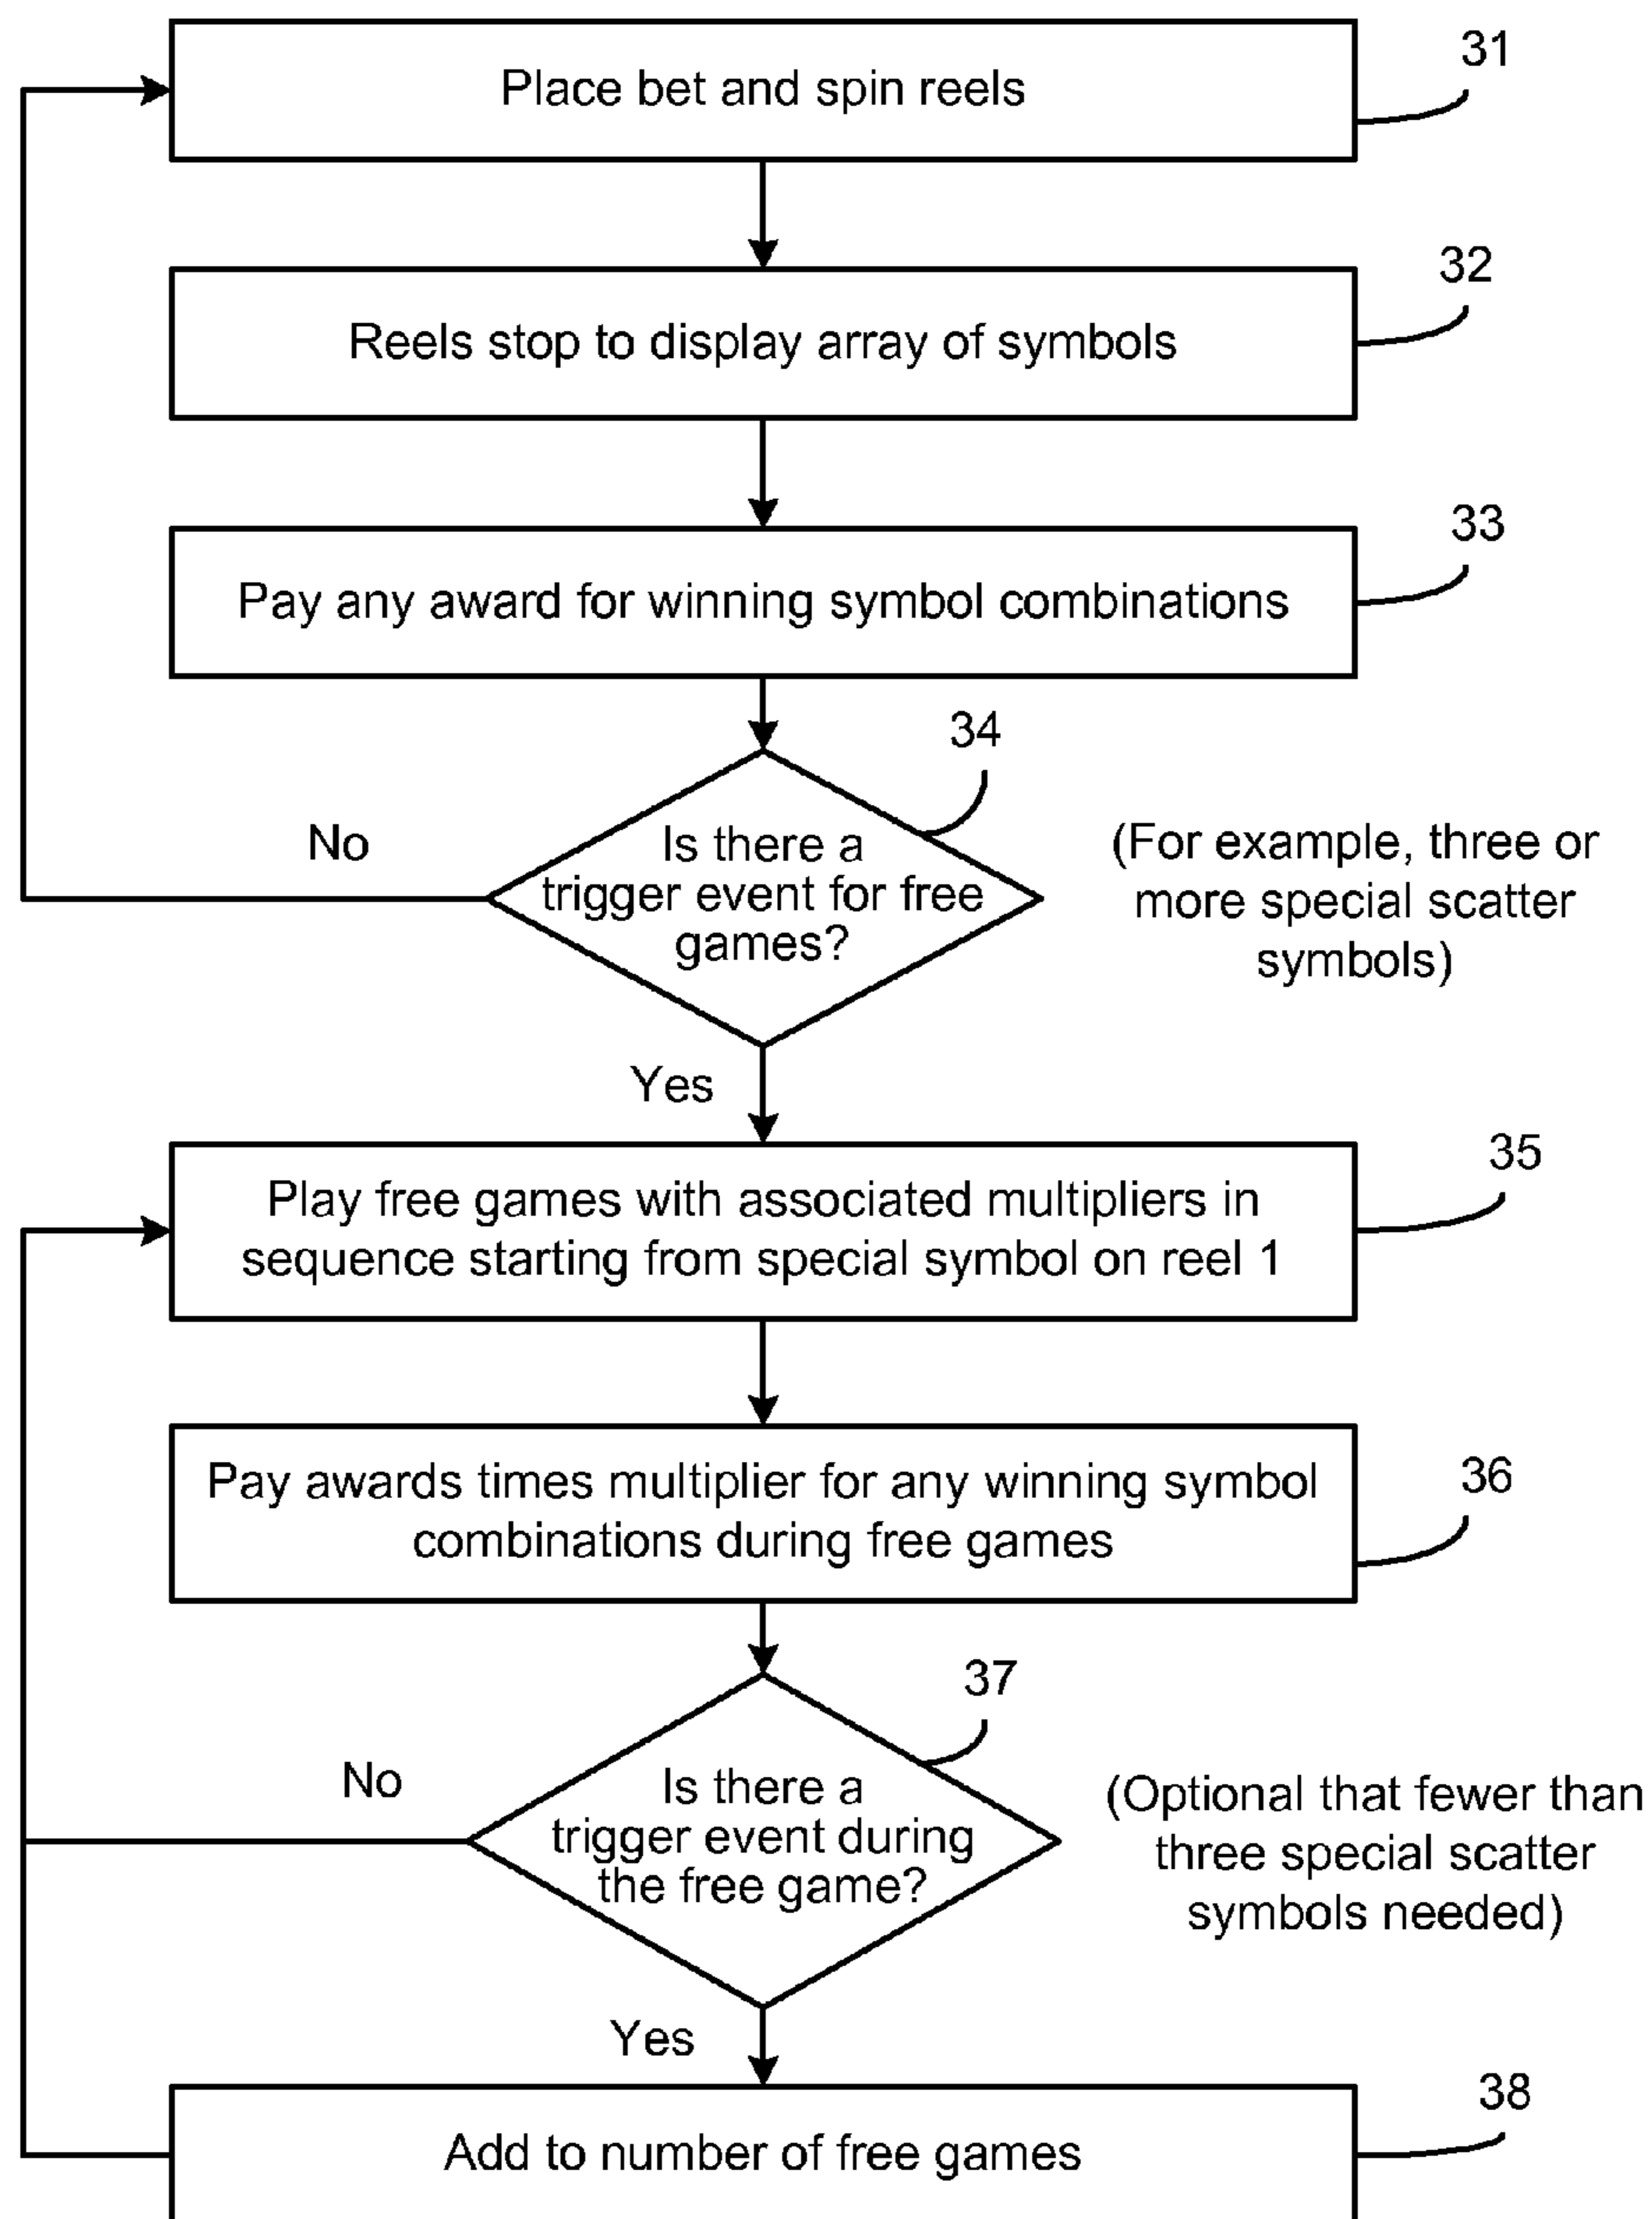 31
Place bet and spin reels
32
Reels stop to display array of symbols
33
Pay any award for winning symbol combinations
34
No
Is there a
trigger event for free
games?
(For example, three or
more special scatter
symbols)
Yes
35
Play free games with associated multipliers in
sequence starting from special symbol on reel 1
36
Pay awards times multiplier for any winning symbol
combinations during free games
37
No
Is there a
trigger event during
the free game?
(Optional that fewer than
three special scatter
symbols needed)
Yes
38
Add to number of free games